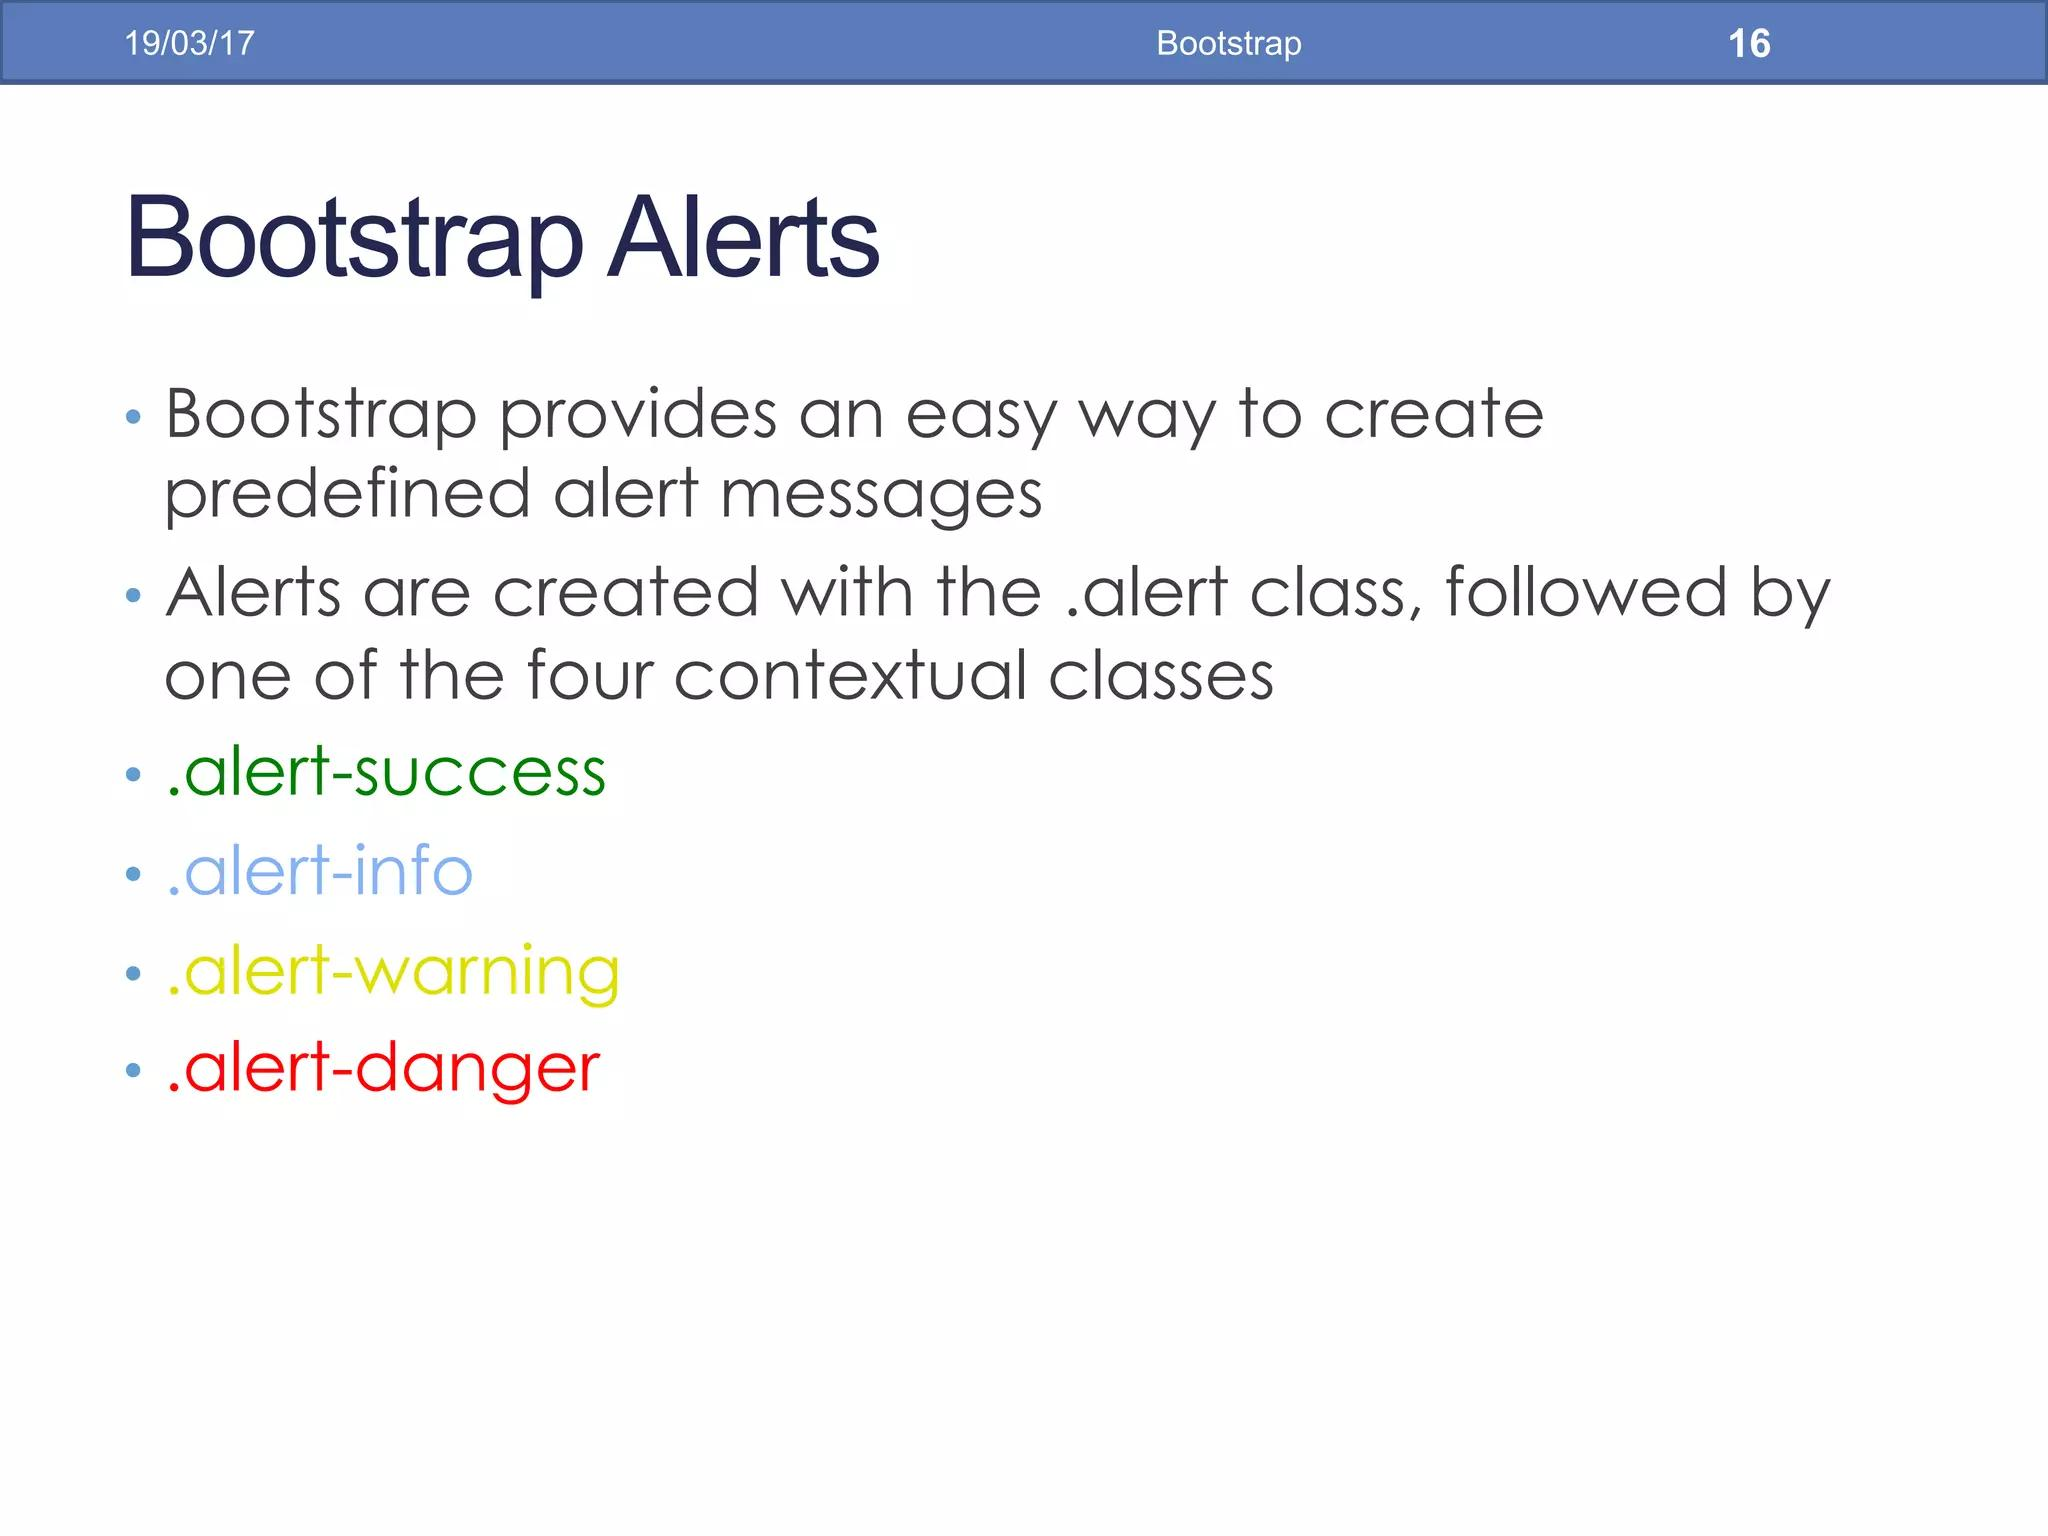 19/03/17 Bootstrap 16
Bootstrap Alerts
• Bootstrap provides an easy way to create
predefined alert messages
• Alerts are created with the .alert class, followed by
one of the four contextual classes
• .alert-success
• .alert-info
• .alert-warning
• .alert-danger